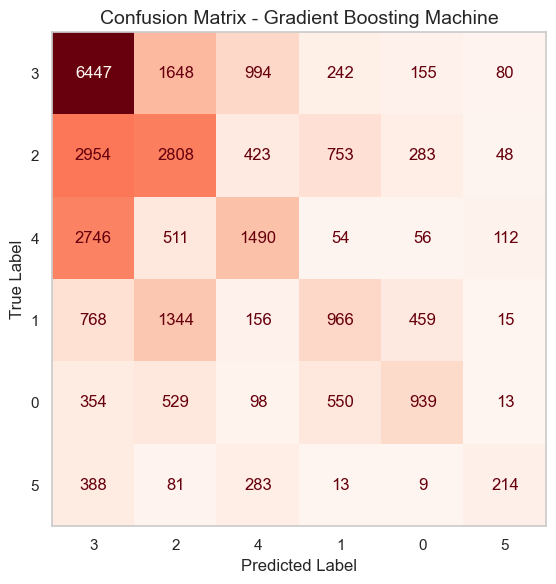 Confusion Matrix - Gradient Boosting Machine
3 6447 1648 994 242 155 80
2 2954 2808 423 753 283 48
4 2746 511 1490 54 56 112
1 768 1344 156 966 459 15
0 354 529 98 550 939 13
5 388 81 283 13 9 214
3 2 4 1 0 5
True Label
Predicted Label